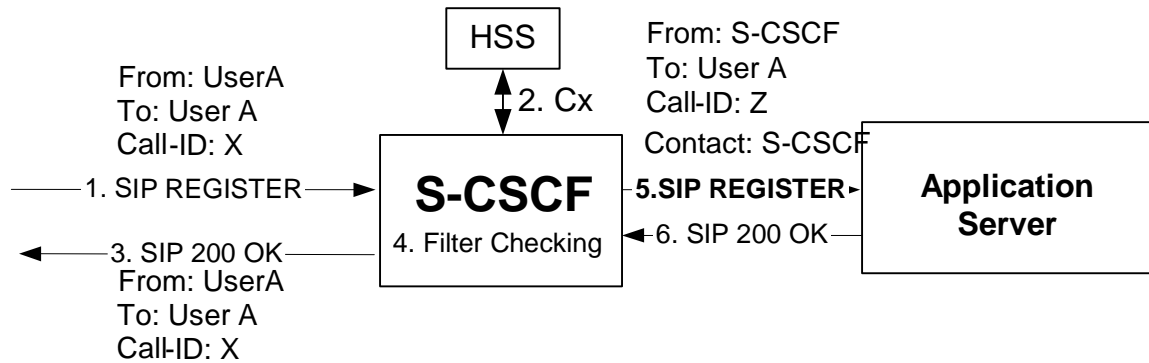 HSS
From: S-CSCF
To: User A
Call-ID: Z
Contact: S-CSCF
From: UserA
To: User A
Call-ID: X
2. Cx
1. SIP REGISTER
S-CSCF
4. Filter Checking
5.SIP REGISTER
Application
Server
3. SIP 200 OK
6. SIP 200 OK
From: UserA
To: User A
Call-ID: X